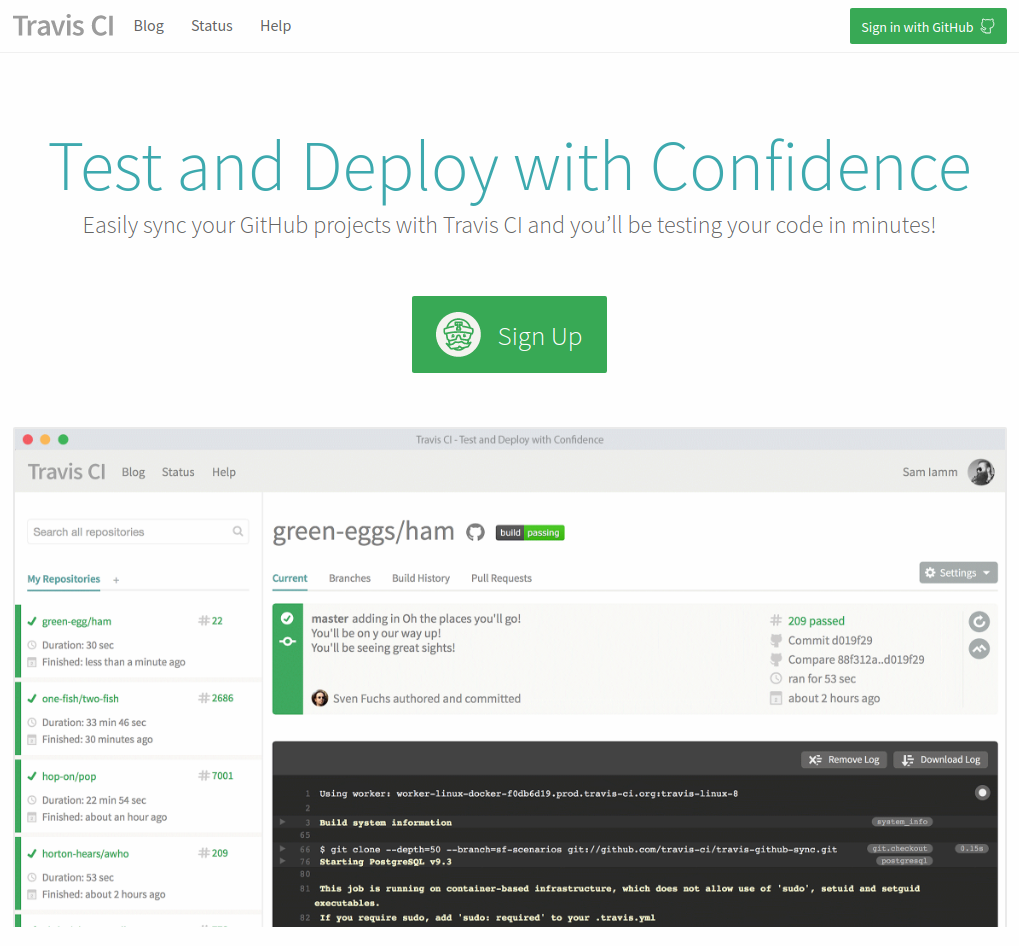 Travis CI Blog Status Help Sign in with GitHub
Test and Deploy with Confidence
Easily sync your GitHub projects with Travis CI and you’ll be testing your code in minutes!
Sign Up
Travis CI - Test and Deploy with Confidence
Travis CI Blog Status Help Sam Iamm
Search all repositories
My Repositories +
green-egg/ham # 22
Duration: 30 sec
Finished: less than a minute ago
one-fish/two-fish # 2686
Duration: 33 min 46 sec
Finished: 30 minutes ago
hop-on/pop # 7001
Duration: 22 min 54 sec
Finished: about an hour ago
horton-hears/awho # 209
Duration: 53 sec
Finished: about 2 hours ago
green-eggs/ham build passing
Current Branches Build History Pull Requests Settings
master adding in Oh the places you'll go!
You'll be on y our way up!
You'll be seeing great sights!
Sven Fuchs authored and committed
# 209 passed
Commit d019f29
Compare 88f312a..d019f29
ran for 53 sec
about 2 hours ago
Remove Log Download Log
1 Using worker: worker-linux-docker-f0db6d19.prod.travis-ci.org:travis-linux-8
2
3 Build system information system_info
65
66 $ git clone --depth=50 --branch=sf-scenarios git://github.com/travis-ci/travis-github-sync.git git.checkout 0.15s
76 Starting PostgreSQL v9.3 postgresql
80
81 This job is running on container-based infrastructure, which does not allow use of 'sudo', setuid and setguid
executables.
82 If you require sudo, add 'sudo: required' to your .travis.yml